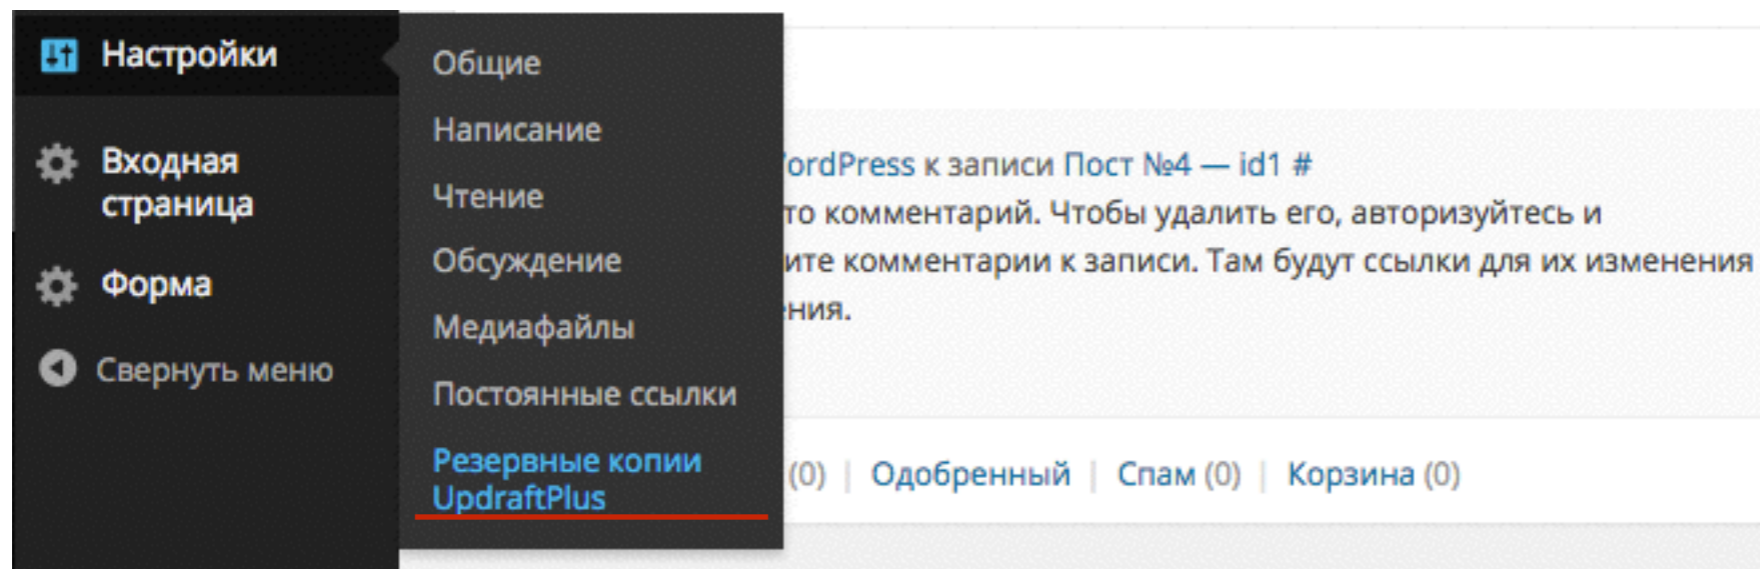 Настройки
Входная
страница
Форма
Свернуть меню
Общие
Написание
Чтение
Обсуждение
Медиафайлы
Постоянные ссылки
Резервные копии
UpdraftPlus
ordPress к записи Пост №4 — id1 #
то комментарий. Чтобы удалить его, авторизуйтесь и
ите комментарии к записи. Там будут ссылки для их изменения
ния.
(0) | Одобренный | Спам (0) | Корзина (0)